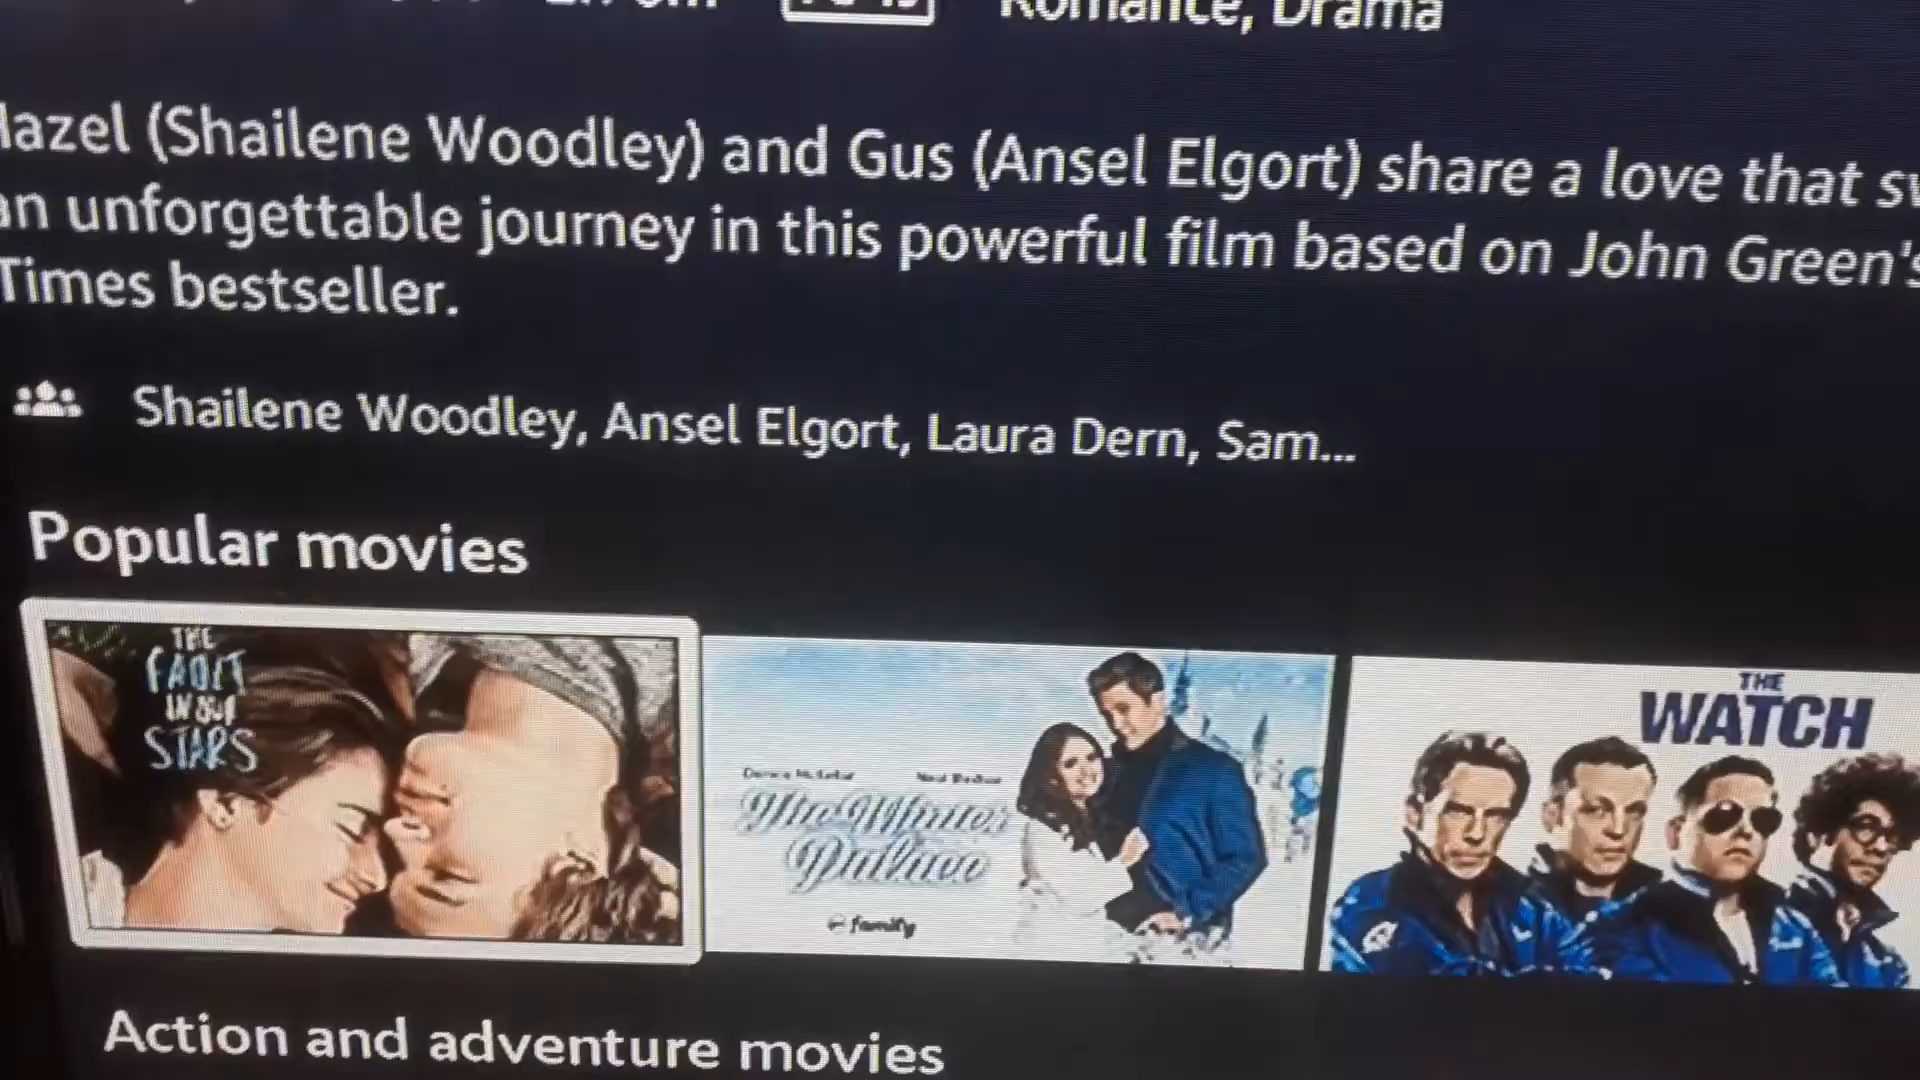 Romance, Drama
(Shailene Woodley) and Gus (Ansel Elgort) share a love that
an unforgettable journey in this powerful film based on John Green's
Times bestseller.
Shailene Woodley, Ansel Elgort, Laura Dern, Sam...
Popular movies
THE
FAULT
IN OUR
STARS
The Winter
Palace
family
THE
WATCH
Action and adventure movies